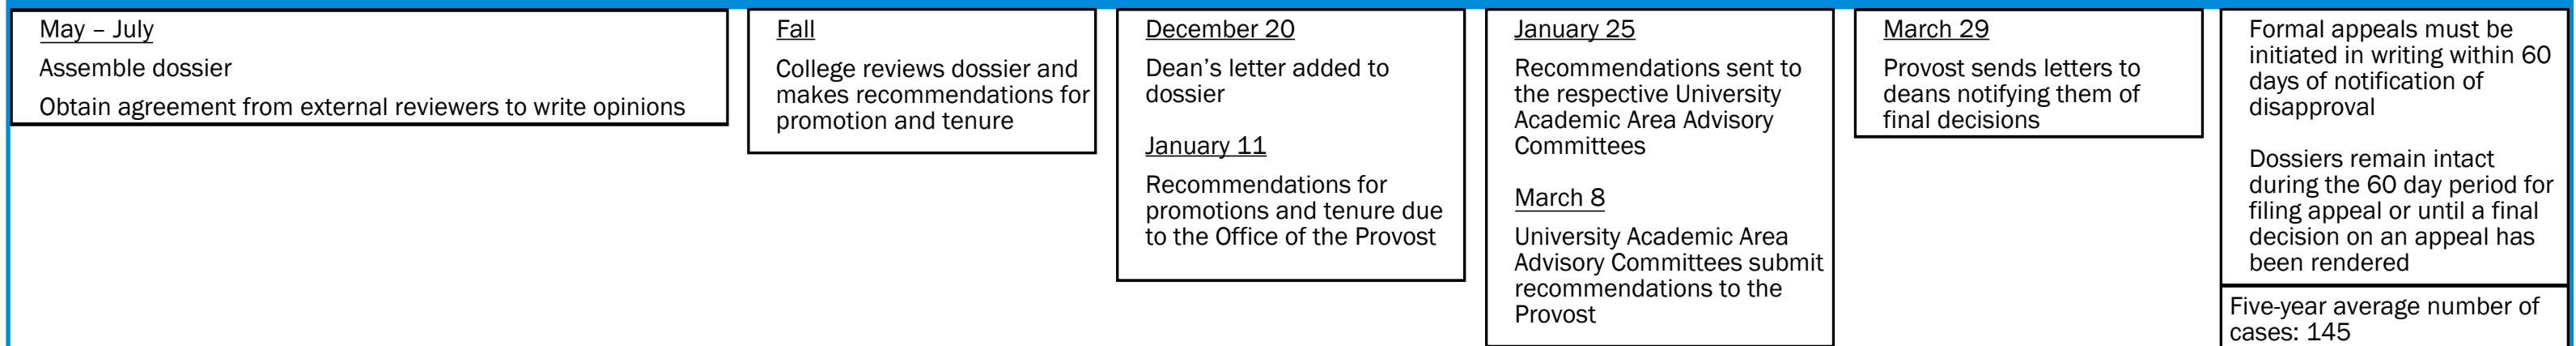 May – July
Assemble dossier
Obtain agreement from external reviewers to write opinions
Fall
College reviews dossier and
makes recommendations for
promotion and tenure
December 20
Dean's letter added to
dossier
January 11
Recommendations for
promotions and tenure due
to the Office of the Provost
January 25
Recommendations sent to
the respective University
Academic Area Advisory
Committees
March 8
University Academic Area
Advisory Committees submit
recommendations to the
Provost
March 29
Provost sends letters to
deans notifying them of
final decisions
Formal appeals must be
initiated in writing within 60
days of notification of
disapproval
Dossiers remain intact
during the 60 day period for
filing appeal or until a final
decision on an appeal has
been rendered
Five-year average number of
cases: 145